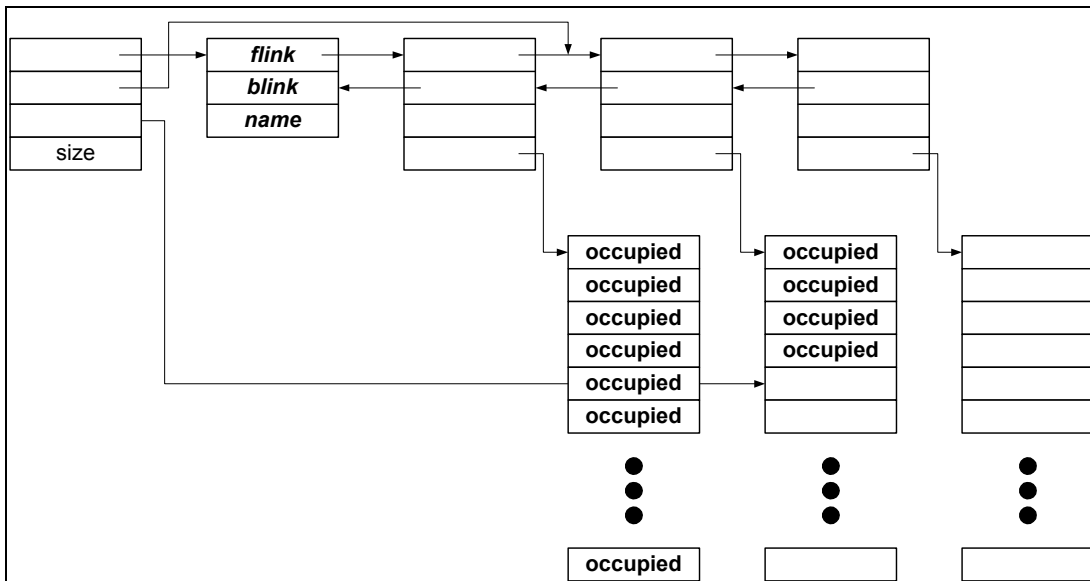 flink
blink
name
size
occupied occupied
occupied occupied
occupied occupied
occupied occupied
occupied
occupied
occupied